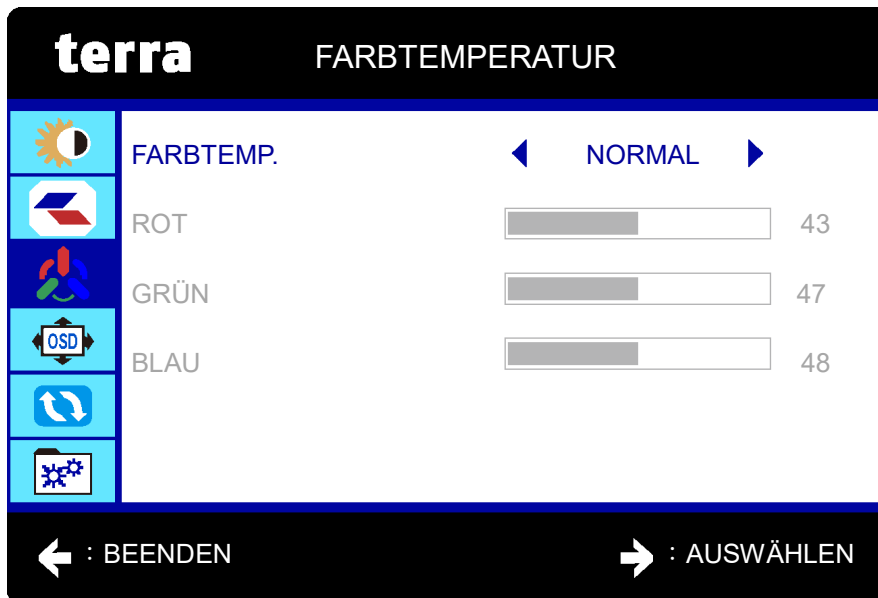 terra
FARBTEMPERATUR
FARBTEMP. NORMAL
ROT 43
GRÜN 47
OSD
BLAU 48
: BEENDEN : AUSWÄHLEN